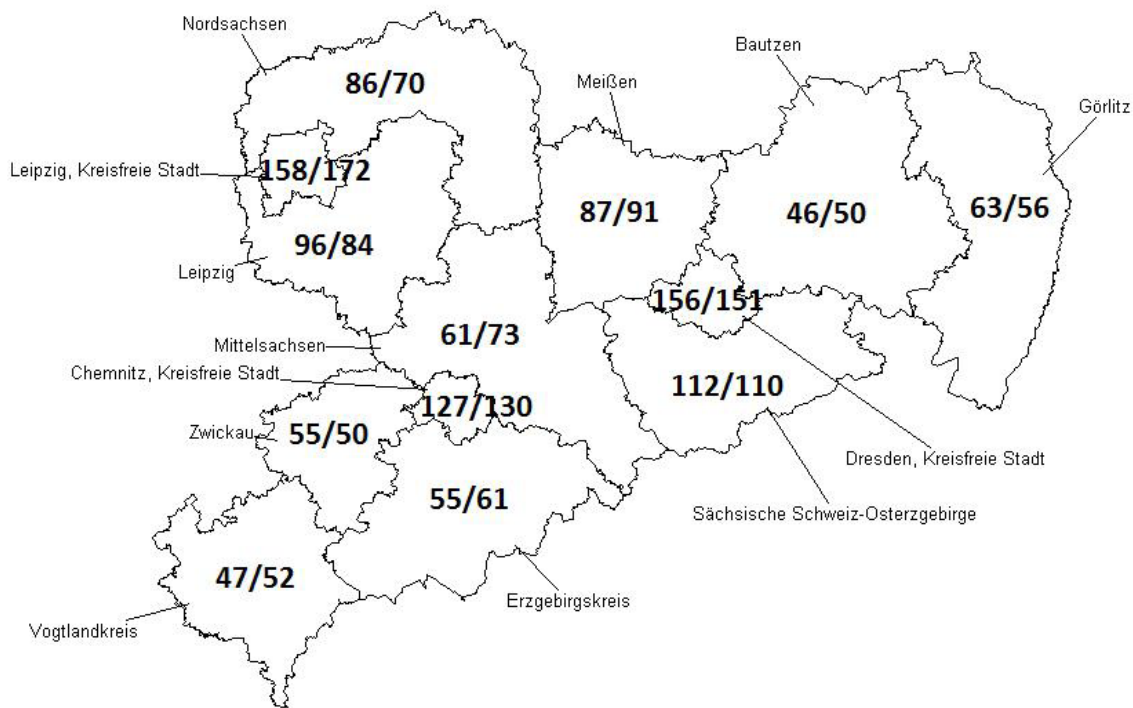 Nordsachsen
86/70
Bautzen
Meißen
Görlitz
Leipzig, Kreisfreie Stadt
158/172
87/91
46/50
63/56
96/84
Leipzig
156/151
Mittelsachsen
61/73
Chemnitz, Kreisfreie Stadt
112/110
127/130
Zwickau
55/50
Dresden, Kreisfreie Stadt
55/61
Sächsische Schweiz-Osterzgebirge
47/52
Erzgebirgskreis
Vogtlandkreis